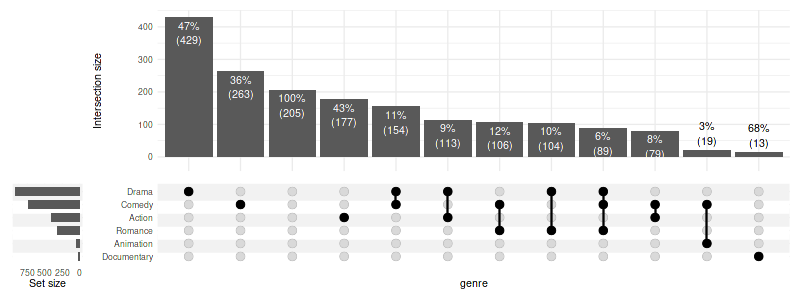 Intersection size
400
300
200
100
0
47%
(429)
36%
(263)
100%
(205)
43%
(177)
11%
(154)
9%
(113)
12%
(106)
10%
(104)
6%
(89)
8%
(79)
3%
(19)
68%
(13)
Drama
Comedy
Action
Romance
Animation
Documentary
750 500 250 0
Set size
genre